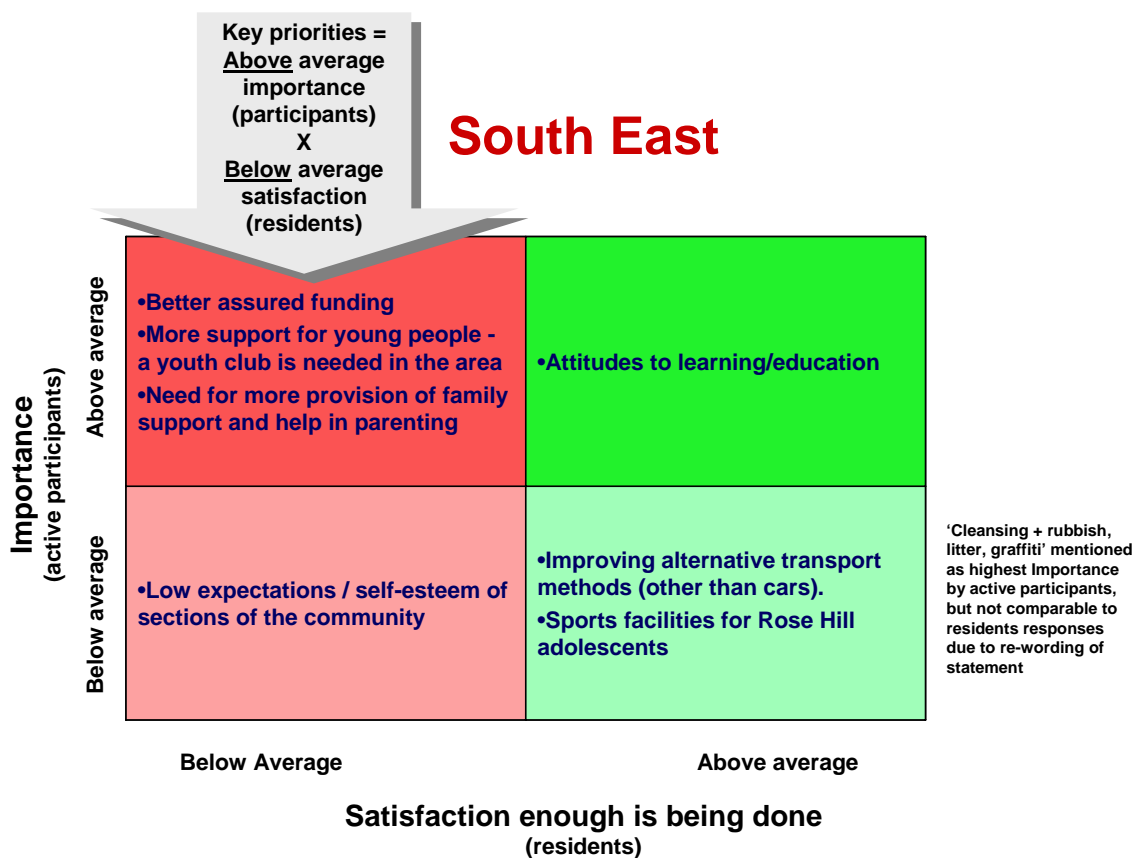 Key priorities =
Above average
importance
(participants)
X
Below average
satisfaction
(residents)
South East
Importance
(active participants)
Above average
•Better assured funding
•More support for young people -
a youth club is needed in the area
•Need for more provision of family
support and help in parenting
•Attitudes to learning/education
Below average
•Low expectations / self-esteem of
sections of the community
•Improving alternative transport
methods (other than cars).
•Sports facilities for Rose Hill
adolescents
‘Cleansing + rubbish,
litter, graffiti’ mentioned
as highest Importance
by active participants,
but not comparable to
residents responses
due to re-wording of
statement
Below Average
Above average
Satisfaction enough is being done
(residents)